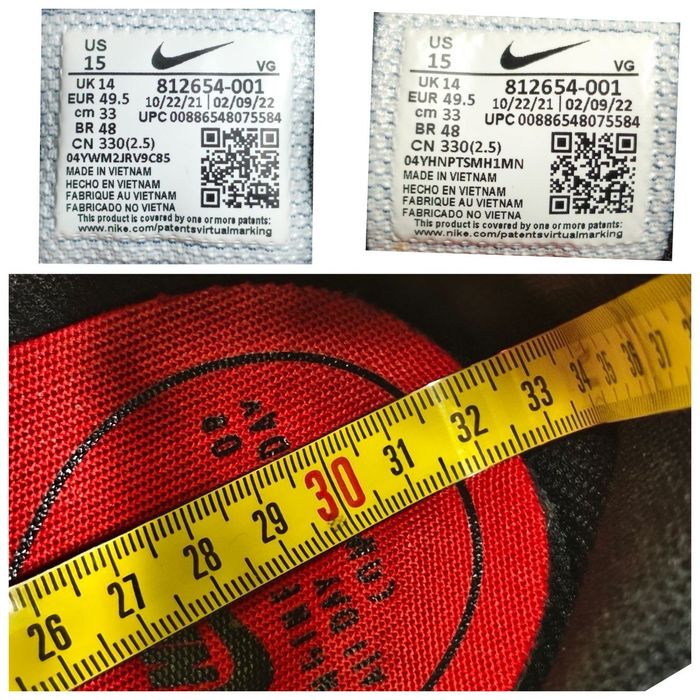 US
15
VG
UK 14
812654-001
EUR 49.5
10/22/21 | 02/09/22
cm 33
UPC 00886548075584
BR 48
CN 330(2.5)
04YWM2JRV9C85
MADE IN VIETNAM
HECHO EN VIETNAM
FABRIQUE AU VIETNAM
FABRICADO NO VIETNA
This product is covered by one or more patents:
www.nike.com/patentsvirtualmarking
US
15
VG
UK 14
812654-001
EUR 49.5
10/22/21 | 02/09/22
cm 33
UPC 00886548075584
BR 48
CN 330(2.5)
04YHNPTSMH1MN
MADE IN VIETNAM
HECHO EN VIETNAM
FABRIQUE AU VIETNAM
FABRICADO NO VIETNA
This product is covered by one or more patents:
www.nike.com/patentsvirtualmarking
26 27 28 29 30 31 32 33 34 35 36 37